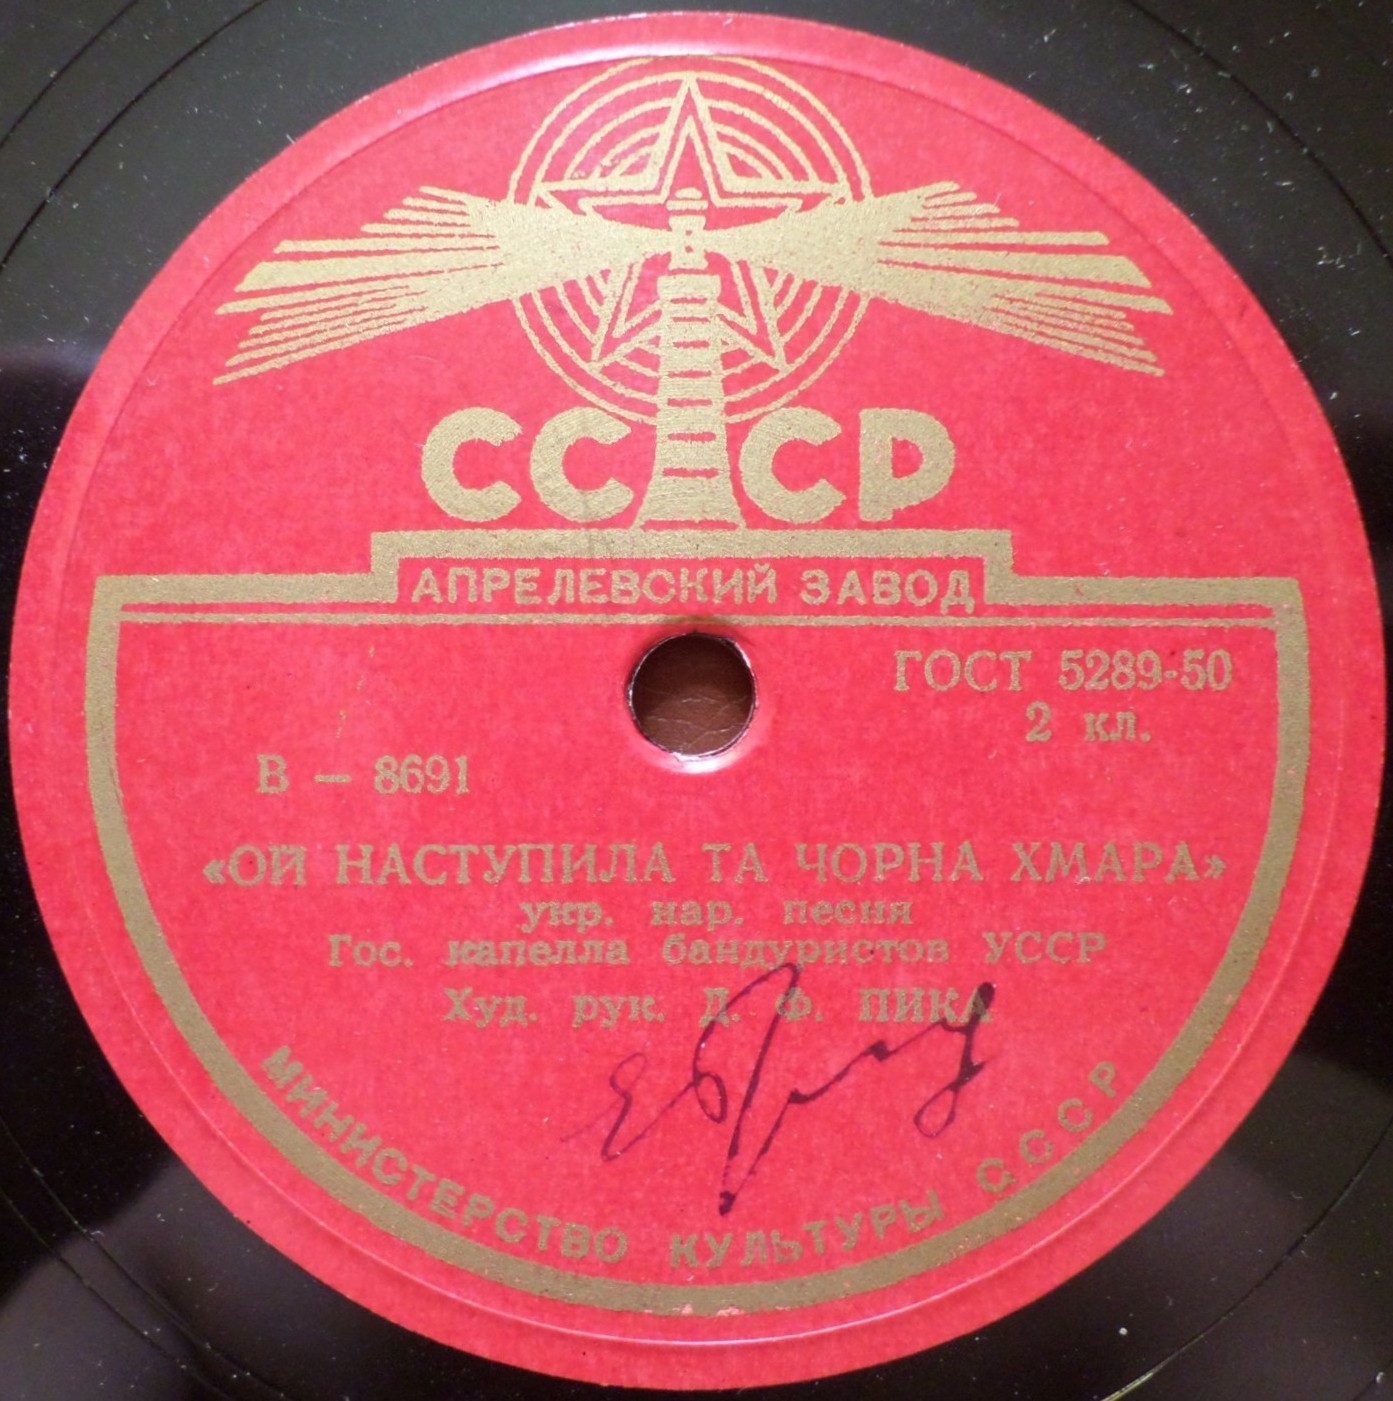 СССР
АПРЕЛЕВСКИЙ ЗАВОД
ГОСТ 5289-50
2 кл.
В — 8691
«ОЙ НАСТУПИЛА ТА ЧОРНА ХМАРА»
укр. нар. песня
Гос. капелла бандуристов УССР
Худ. рук. Д. Ф. ПИКА
МИНИСТЕРСТВО КУЛЬТУРЫ СССР